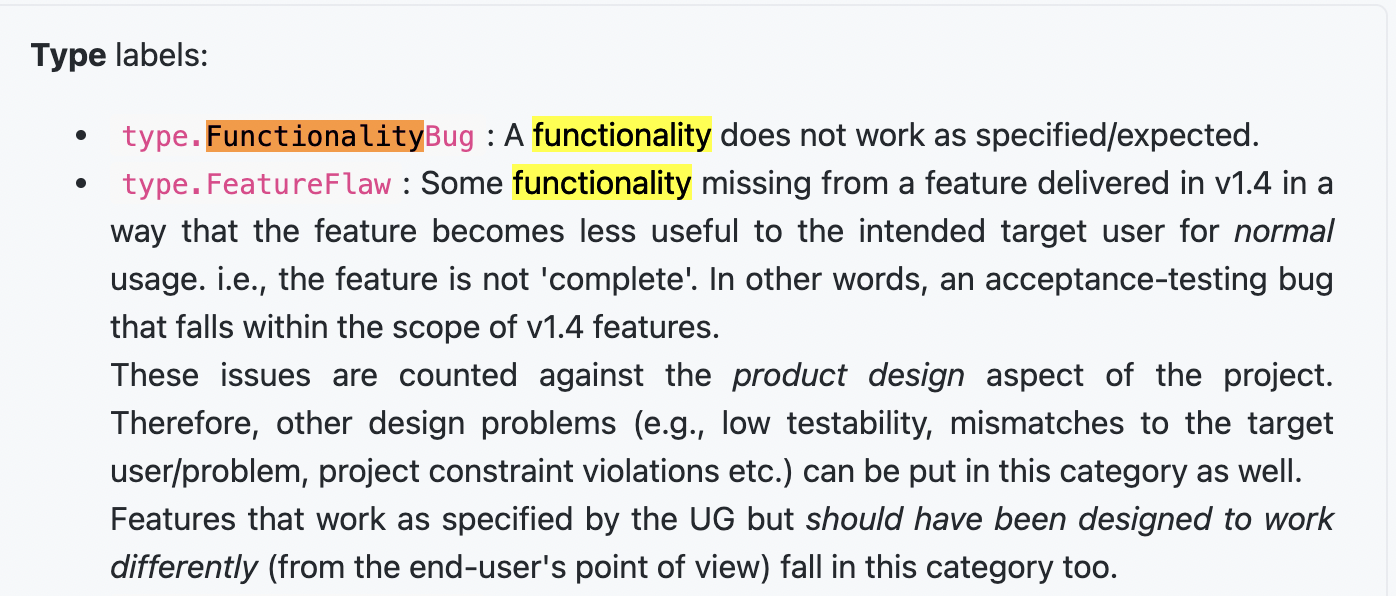 Type labels:
• type.FunctionalityBug : A functionality does not work as specified/expected.
• type.FeatureFlaw : Some functionality missing from a feature delivered in v1.4 in a
way that the feature becomes less useful to the intended target user for normal
usage. i.e., the feature is not 'complete'. In other words, an acceptance-testing bug
that falls within the scope of v1.4 features.
These issues are counted against the product design aspect of the project.
Therefore, other design problems (e.g., low testability, mismatches to the target
user/problem, project constraint violations etc.) can be put in this category as well.
Features that work as specified by the UG but should have been designed to work
differently (from the end-user's point of view) fall in this category too.